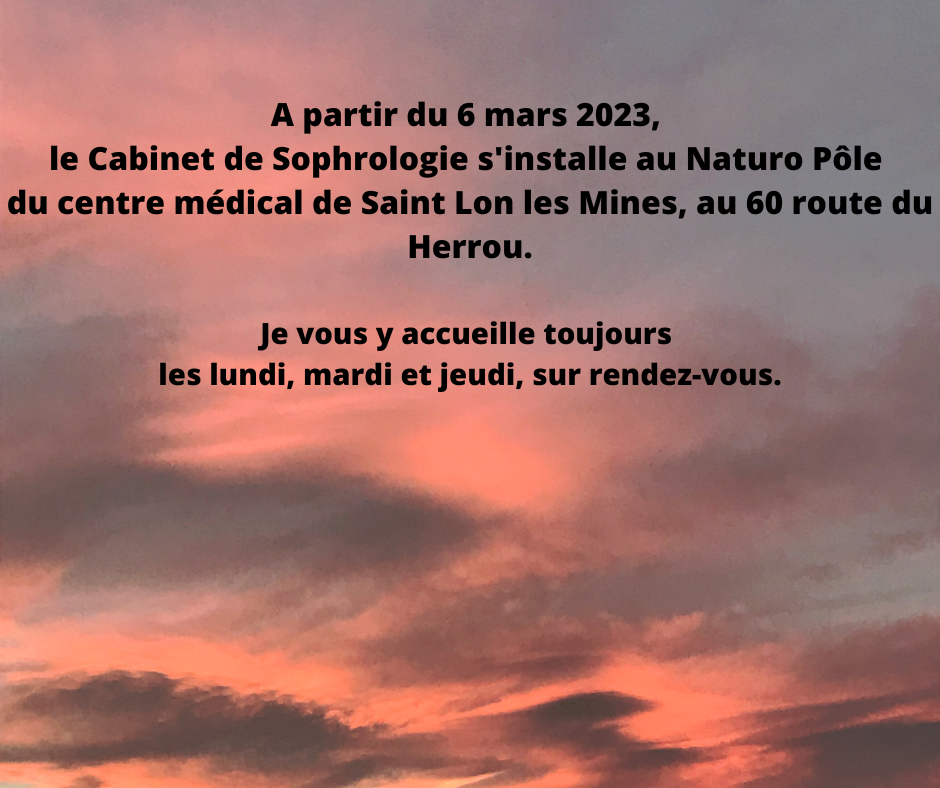 A partir du 6 mars 2023,
le Cabinet de Sophrologie s'installe au Naturo Pôle
du centre médical de Saint Lon les Mines, au 60 route du
Herrou.
Je vous y accueille toujours
les lundi, mardi et jeudi, sur rendez-vous.